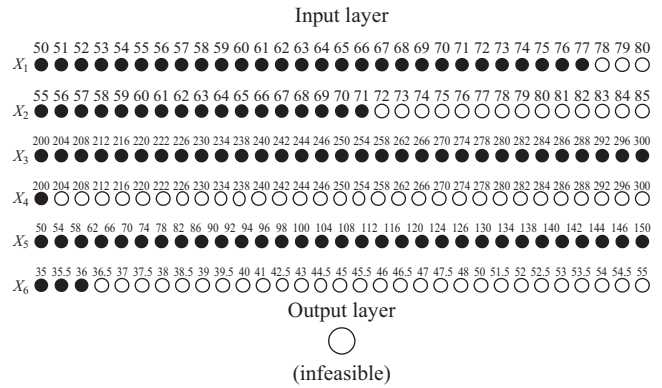 Input layer
50 51 52 53 54 55 56 57 58 59 60 61 62 63 64 65 66 67 68 69 70 71 72 73 74 75 76 77 78 79 80
X1
55 56 57 58 59 60 61 62 63 64 65 66 67 68 69 70 71 72 73 74 75 76 77 78 79 80 81 82 83 84 85
X2
200 204 208 212 216 220 222 226 230 234 238 240 242 244 246 250 254 258 262 266 270 274 278 280 282 284 286 288 292 296 300
X3
200 204 208 212 216 220 222 226 230 234 238 240 242 244 246 250 254 258 262 266 270 274 278 280 282 284 286 288 292 296 300
X4
50 54 58 62 66 70 74 78 82 86 90 92 94 96 98 100 104 108 112 116 120 124 126 130 134 138 140 142 144 146 150
X5
35 35.5 36 36.5 37 37.5 38 38.5 39 39.5 40 41 42.5 43 44.5 45 45.5 46 46.5 47 47.5 48 50 51.5 52 52.5 53 53.5 54 54.5 55
X6
Output layer
(infeasible)